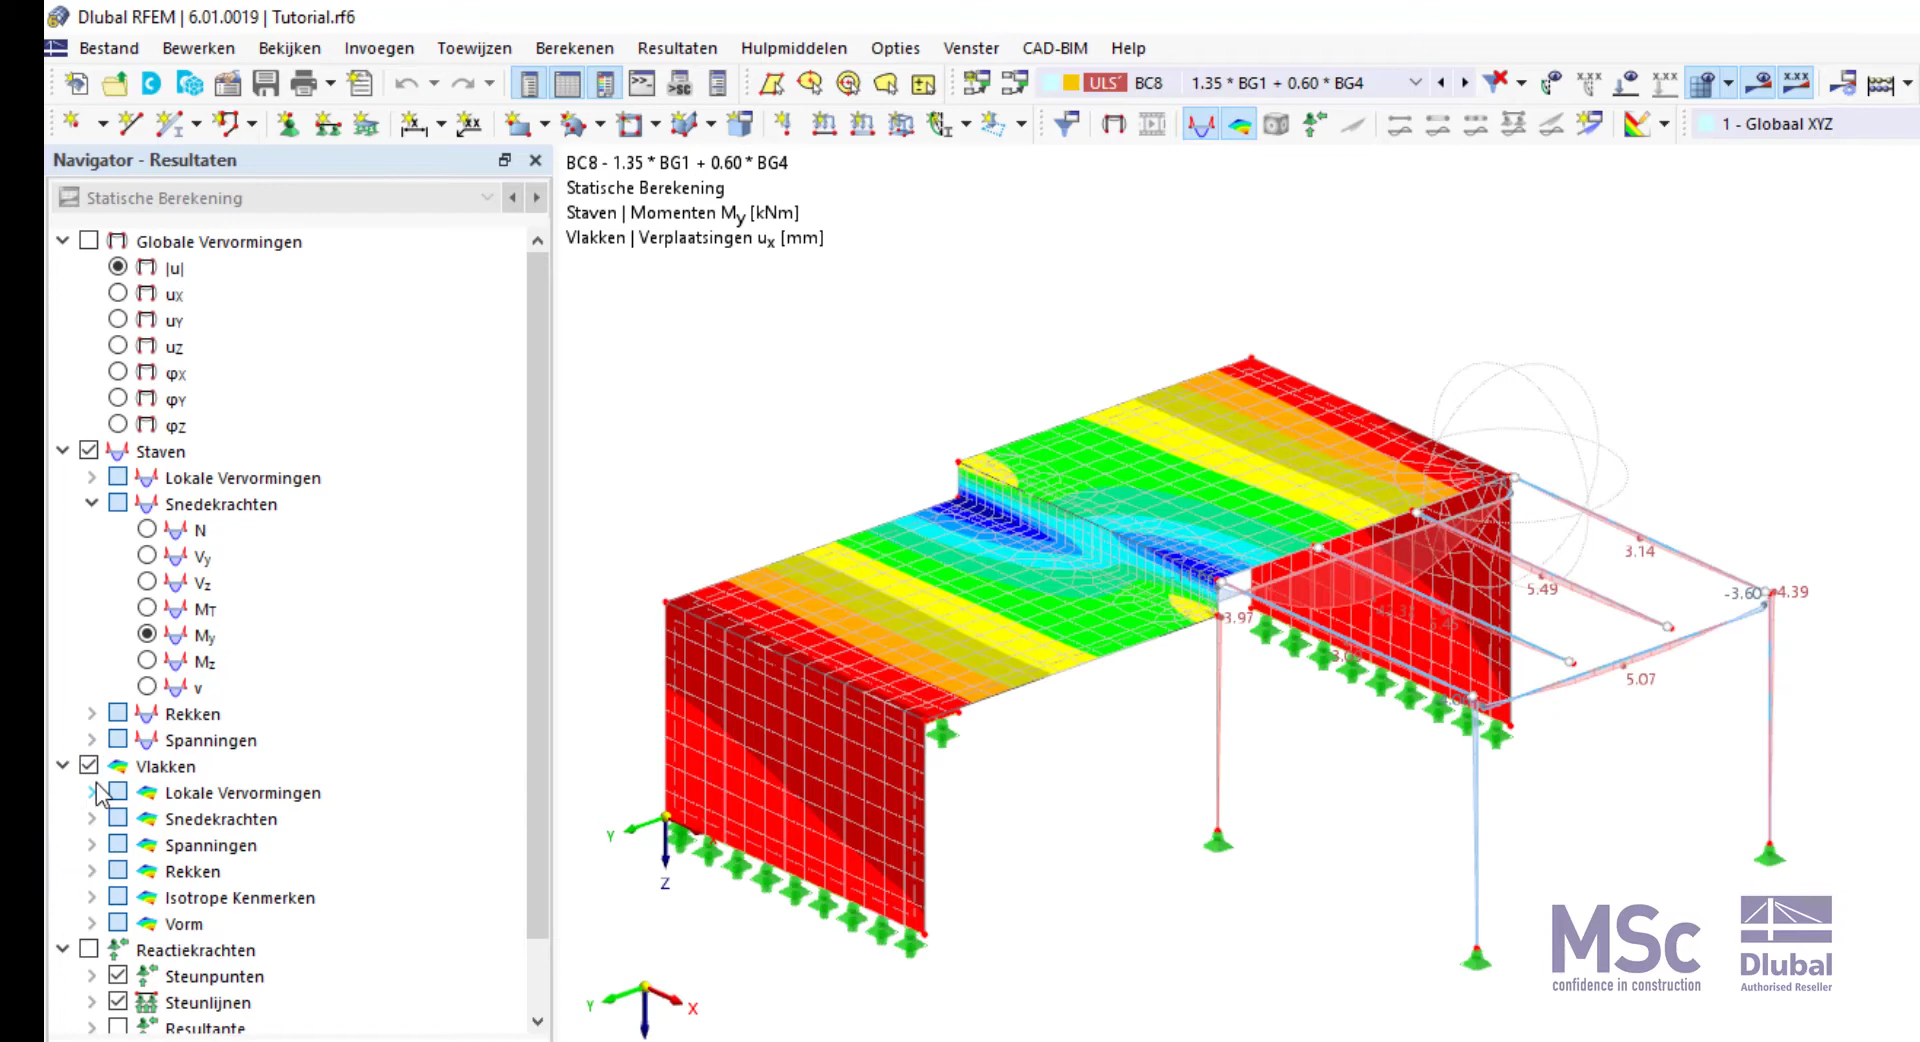 Dlubal RFEM | 6.01.0019 | Tutorial.rf6
Bestand Bewerken Bekijken Invoegen Toewijzen Berekenen Resultaten Hulpmiddelen Opties Venster CAD-BIM Help
ULS BC8 1.35 * BG1 + 0.60 * BG4
1 - Globaal XYZ
Navigator - Resultaten
Statische Berekening
Globale Vervormingen
|u|
uX
uY
uZ
φX
φY
φZ
Staven
Lokale Vervormingen
Snedekrachten
N
Vy
Vz
MT
My
Mz
v
Rekken
Spanningen
Vlakken
Lokale Vervormingen
Snedekrachten
Spanningen
Rekken
Isotrope Kenmerken
Vorm
Reactiekrachten
Steunpunten
Steunlijnen
Resultante
BC8 - 1.35 * BG1 + 0.60 * BG4
Statische Berekening
Staven | Momenten My [kNm]
Vlakken | Verplaatsingen ux [mm]
3.14
5.49
-3.60
4.39
3.97
5.07
Y
Z
Y
X
MSc
confidence in construction
Dlubal
Authorised Reseller